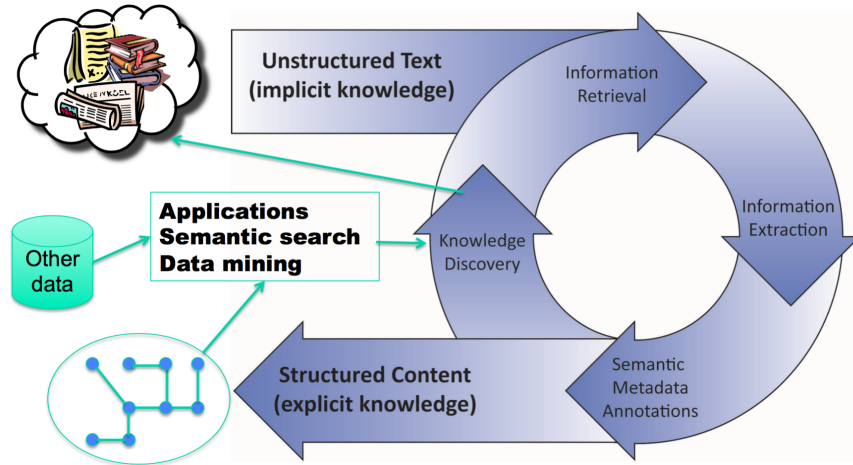 Unstructured Text
(implicit knowledge)
Information
Retrieval
Information
Extraction
Applications
Semantic search
Data mining
Other
data
Knowledge
Discovery
Structured Content
(explicit knowledge)
Semantic
Metadata
Annotations